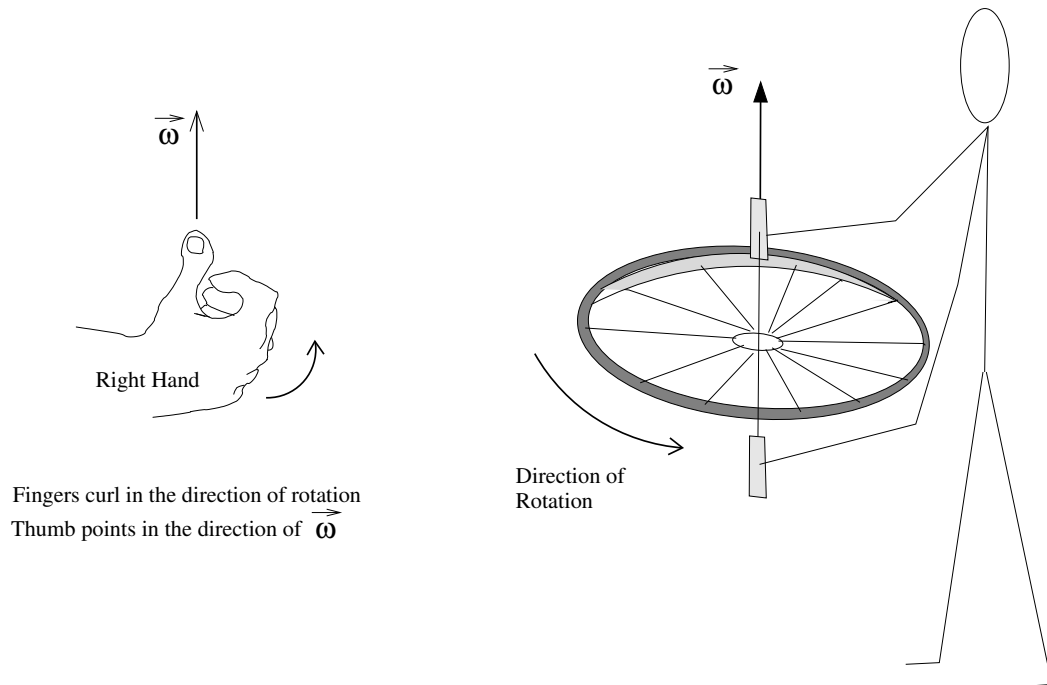 ω
Right Hand
Fingers curl in the direction of rotation
Thumb points in the direction of ω
ω
Direction of
Rotation